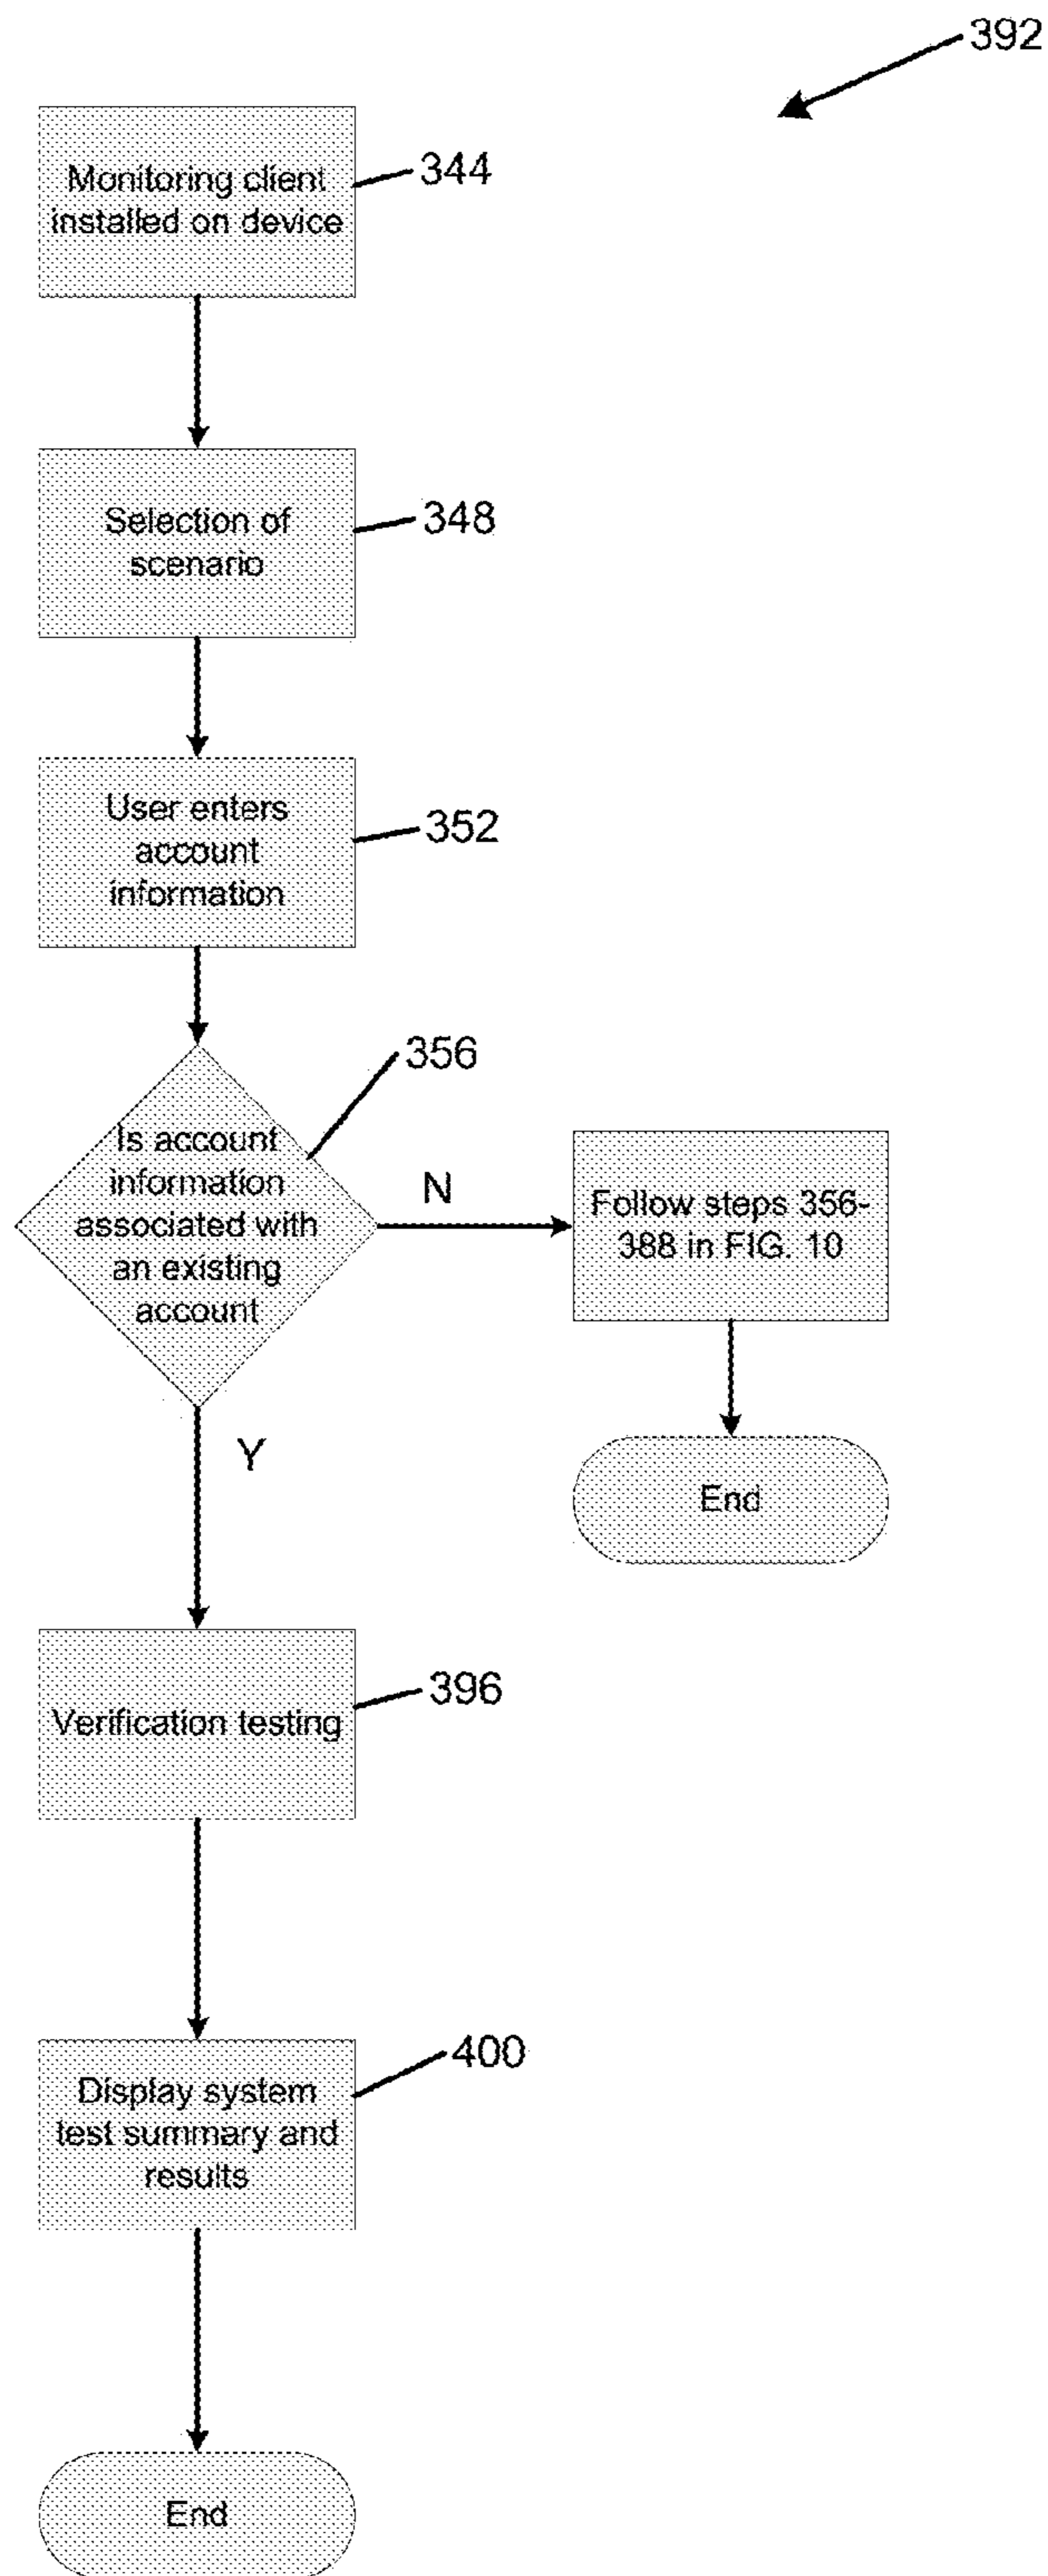 392
Monitoring client
installed on device
344
Selection of
scenario
348
User enters
account
information
352
Is account
information
associated with
an existing
account
356
N
Follow steps 356-
388 in FIG. 10
End
Y
Verification testing
396
Display system
test summary and
results
400
End